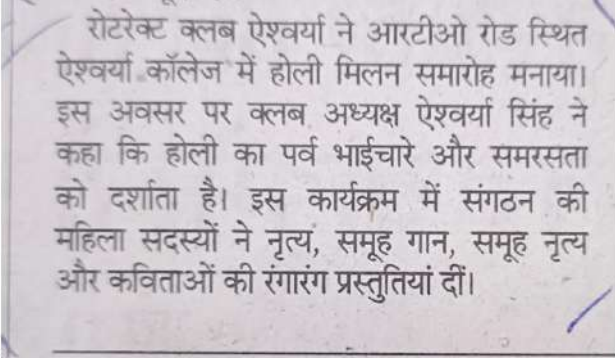 रोटरेक्ट क्लब ऐश्वर्या ने आरटीओ रोड स्थित
ऐश्वर्या कॉलेज में होली मिलन समारोह मनाया।
इस अवसर पर क्लब अध्यक्ष ऐश्वर्या सिंह ने
कहा कि होली का पर्व भाईचारे और समरसता
को दर्शाता है। इस कार्यक्रम में संगठन की
महिला सदस्यों ने नृत्य, समूह गान, समूह नृत्य
और कविताओं की रंगारंग प्रस्तुतियां दीं।